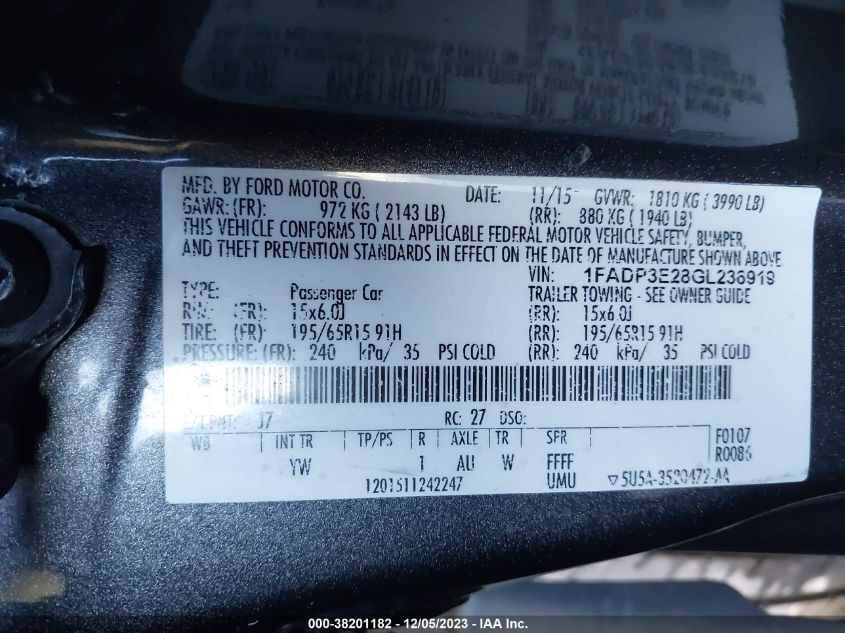 MFD. BY FORD MOTOR CO. DATE: 11/15 GVWR: 1810 KG ( 3990 LB)
GAWR: (FR): 972 KG ( 2143 LB) (RR): 880 KG ( 1940 LB)
THIS VEHICLE CONFORMS TO ALL APPLICABLE FEDERAL MOTOR VEHICLE SAFETY, BUMPER,
AND THEFT PREVENTION STANDARDS IN EFFECT ON THE DATE OF MANUFACTURE SHOWN ABOVE
VIN: 1FADP3E28GL236919
TYPE: Passenger Car TRAILER TOWING - SEE OWNER GUIDE
(FR): 15x6.0J (RR): 15x6.0J
TIRE: (FR): 195/65R15 91H (RR): 195/65R15 91H
PRESSURE: (FR): 240 kPa/ 35 PSI COLD (RR): 240 kPa/ 35 PSI COLD
PNT: J7 RC: 27 DSO:
WB INT TR TP/PS R AXLE TR SPR F0107
R0086
YW 1 AU W FFFF
1201511242247 UMU ▽5U5A-3520472-AA
000-38201182 - 12/05/2023 - IAA Inc.